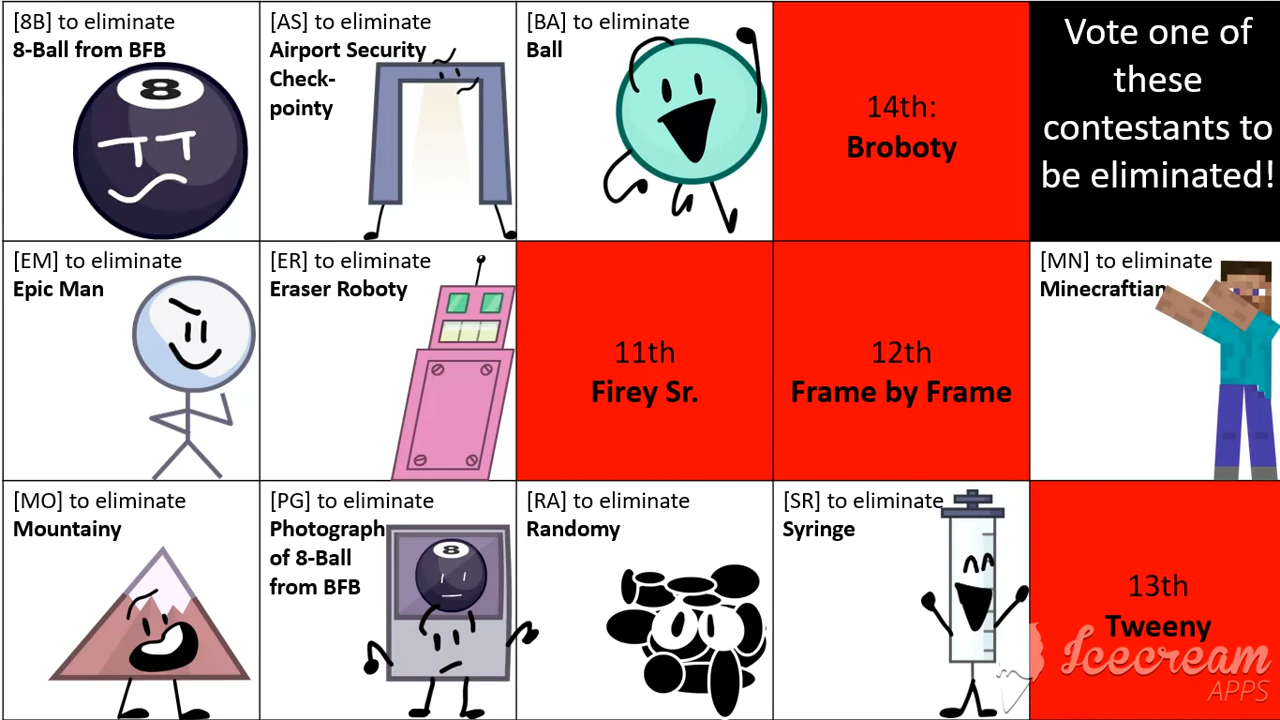 [8B] to eliminate
8-Ball from BFB
8
[AS] to eliminate
Airport Security
Check-
pointy
[BA] to eliminate
Ball
14th:
Broboty
Vote one of
these
contestants to
be eliminated!
[EM] to eliminate
Epic Man
[ER] to eliminate
Eraser Roboty
11th
Firey Sr.
12th
Frame by Frame
[MN] to eliminate
Minecraftian
[MO] to eliminate
Mountainy
[PG] to eliminate
Photograph
of 8-Ball
from BFB
8
[RA] to eliminate
Randomy
[SR] to eliminate
Syringe
13th
Tweeny
Icecream
APPS